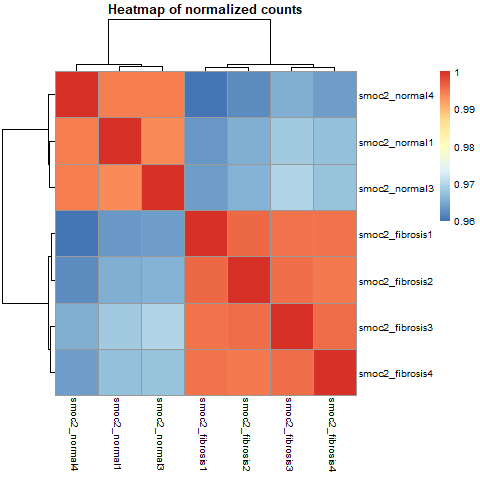 Heatmap of normalized counts
1
0.99
0.98
0.97
0.96
smoc2_normal4
smoc2_normal1
smoc2_normal3
smoc2_fibrosis1
smoc2_fibrosis2
smoc2_fibrosis3
smoc2_fibrosis4
smoc2_normal4
smoc2_normal1
smoc2_normal3
smoc2_fibrosis1
smoc2_fibrosis2
smoc2_fibrosis3
smoc2_fibrosis4